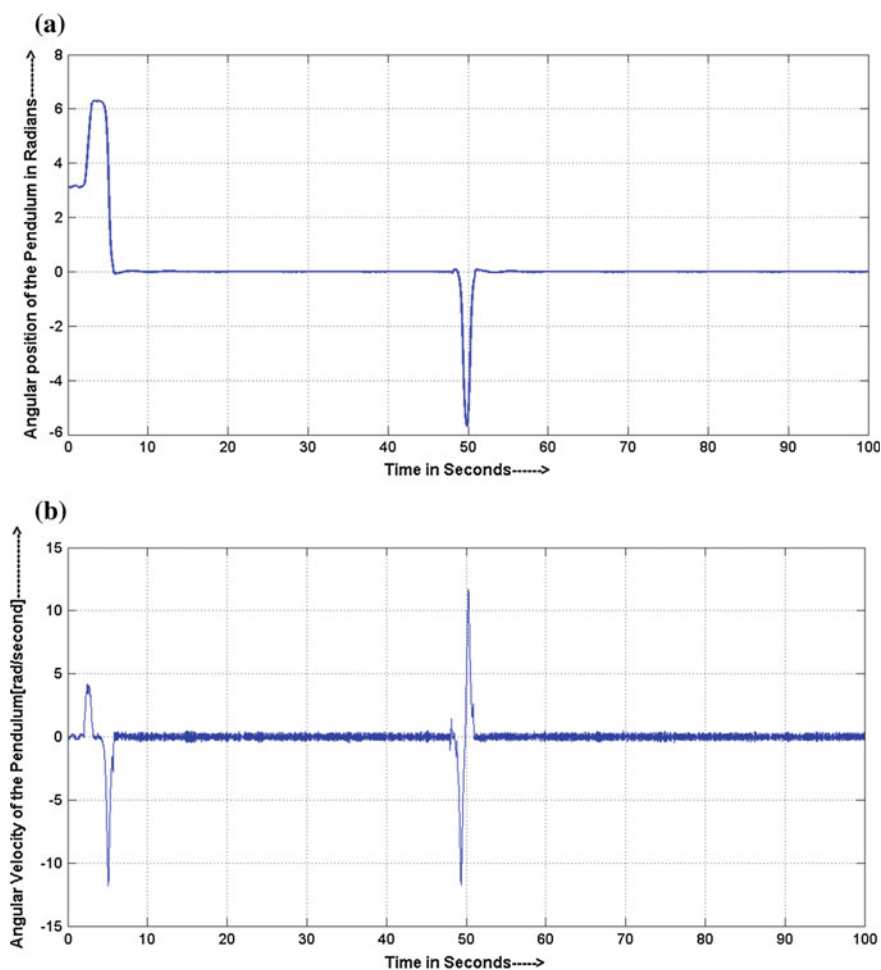 (a)
Angular position of the Pendulum in Radians------>
8
6
4
2
0
-2
-4
-6
0 10 20 30 40 50 60 70 80 90 100
Time in Seconds------>
(b)
Angular Velocity of the Pendulum[rad/second]---------->
15
10
5
0
-5
-10
-15
0 10 20 30 40 50 60 70 80 90 100
Time in Seconds----->